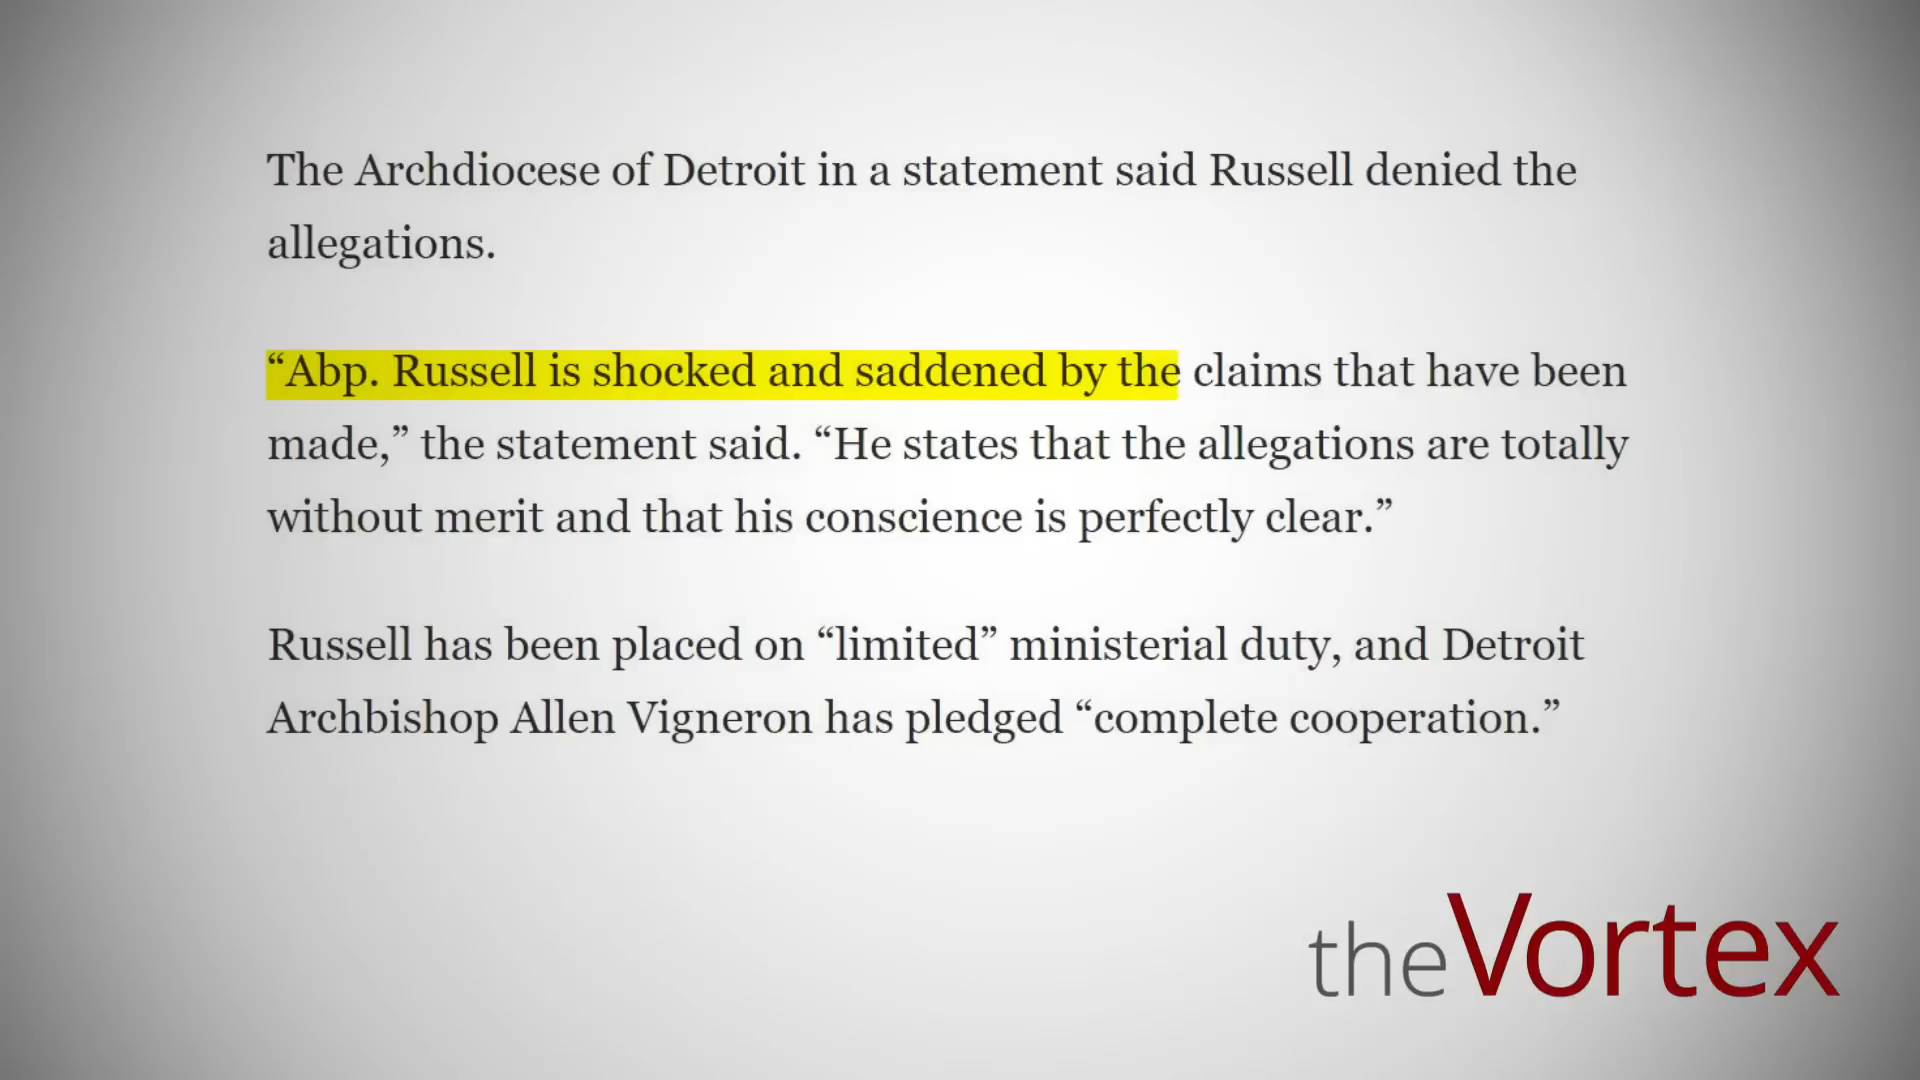 The Archdiocese of Detroit in a statement said Russell denied the
allegations.
“Abp. Russell is shocked and saddened by the claims that have been
made,” the statement said. “He states that the allegations are totally
without merit and that his conscience is perfectly clear.”
Russell has been placed on “limited” ministerial duty, and Detroit
Archbishop Allen Vigneron has pledged “complete cooperation.”
theVortex